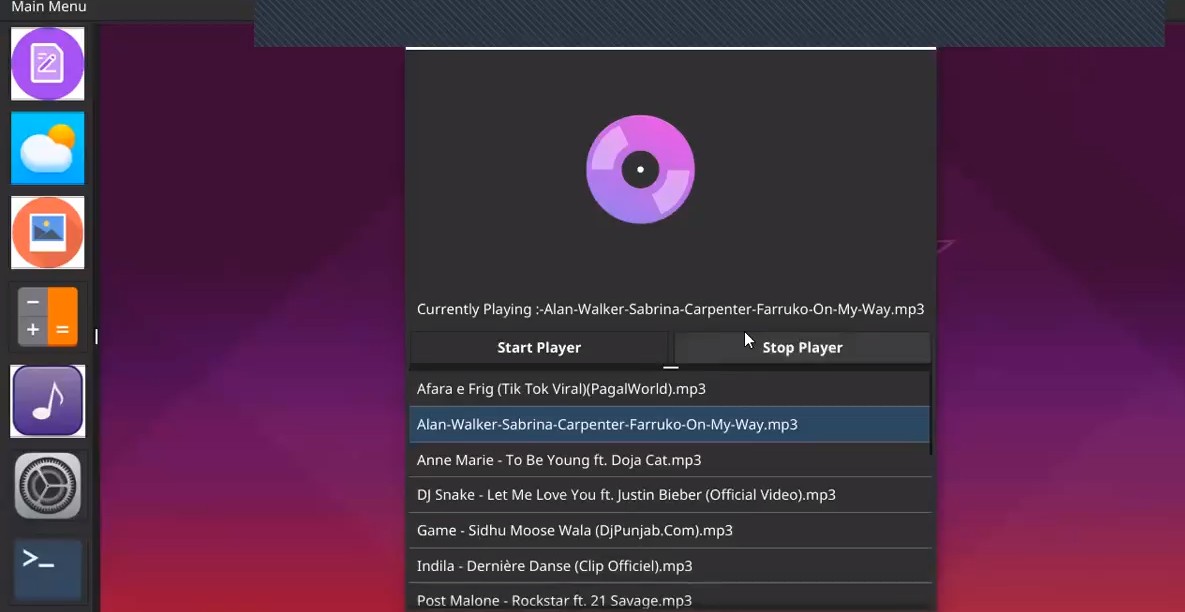 Main Menu
Currently Playing :-Alan-Walker-Sabrina-Carpenter-Farruko-On-My-Way.mp3
Start Player
Stop Player
Afara e Frig (Tik Tok Viral)(PagalWorld).mp3
Alan-Walker-Sabrina-Carpenter-Farruko-On-My-Way.mp3
Anne Marie - To Be Young ft. Doja Cat.mp3
DJ Snake - Let Me Love You ft. Justin Bieber (Official Video).mp3
Game - Sidhu Moose Wala (DjPunjab.Com).mp3
Indila - Dernière Danse (Clip Officiel).mp3
Post Malone - Rockstar ft. 21 Savage.mp3